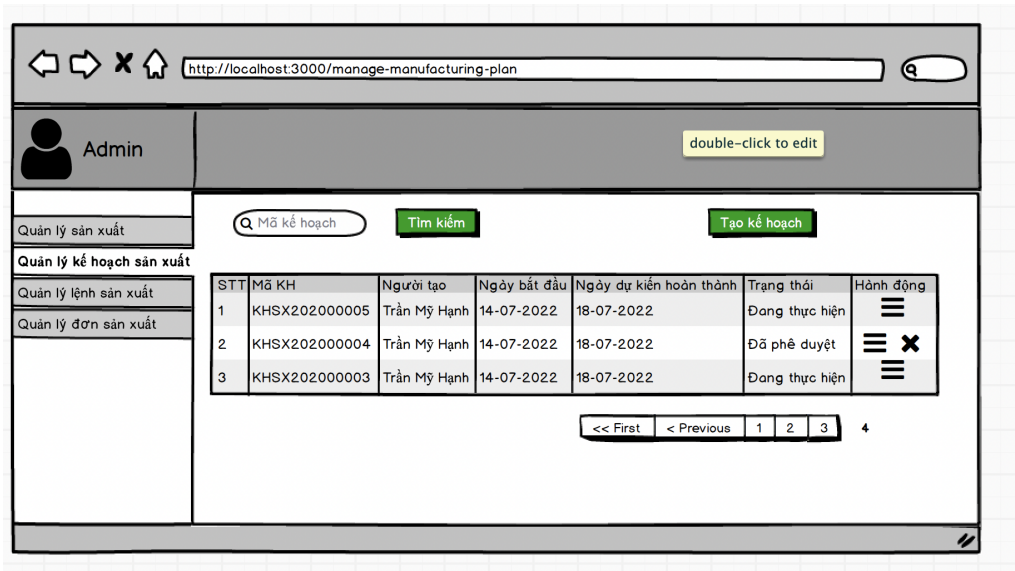 http://localhost:3000/manage-manufacturing-plan
Admin
double-click to edit
Quản lý sản xuất
Quản lý kế hoạch sản xuất
Quản lý lệnh sản xuất
Quản lý đơn sản xuất
Mã kế hoạch Tìm kiếm Tạo kế hoạch
STT Mã KH Người tạo Ngày bắt đầu Ngày dự kiến hoàn thành Trạng thái Hành động
1 KHSX202000005 Trần Mỹ Hạnh 14-07-2022 18-07-2022 Đang thực hiện
2 KHSX202000004 Trần Mỹ Hạnh 14-07-2022 18-07-2022 Đã phê duyệt
3 KHSX202000003 Trần Mỹ Hạnh 14-07-2022 18-07-2022 Đang thực hiện
<< First < Previous 1 2 3 4